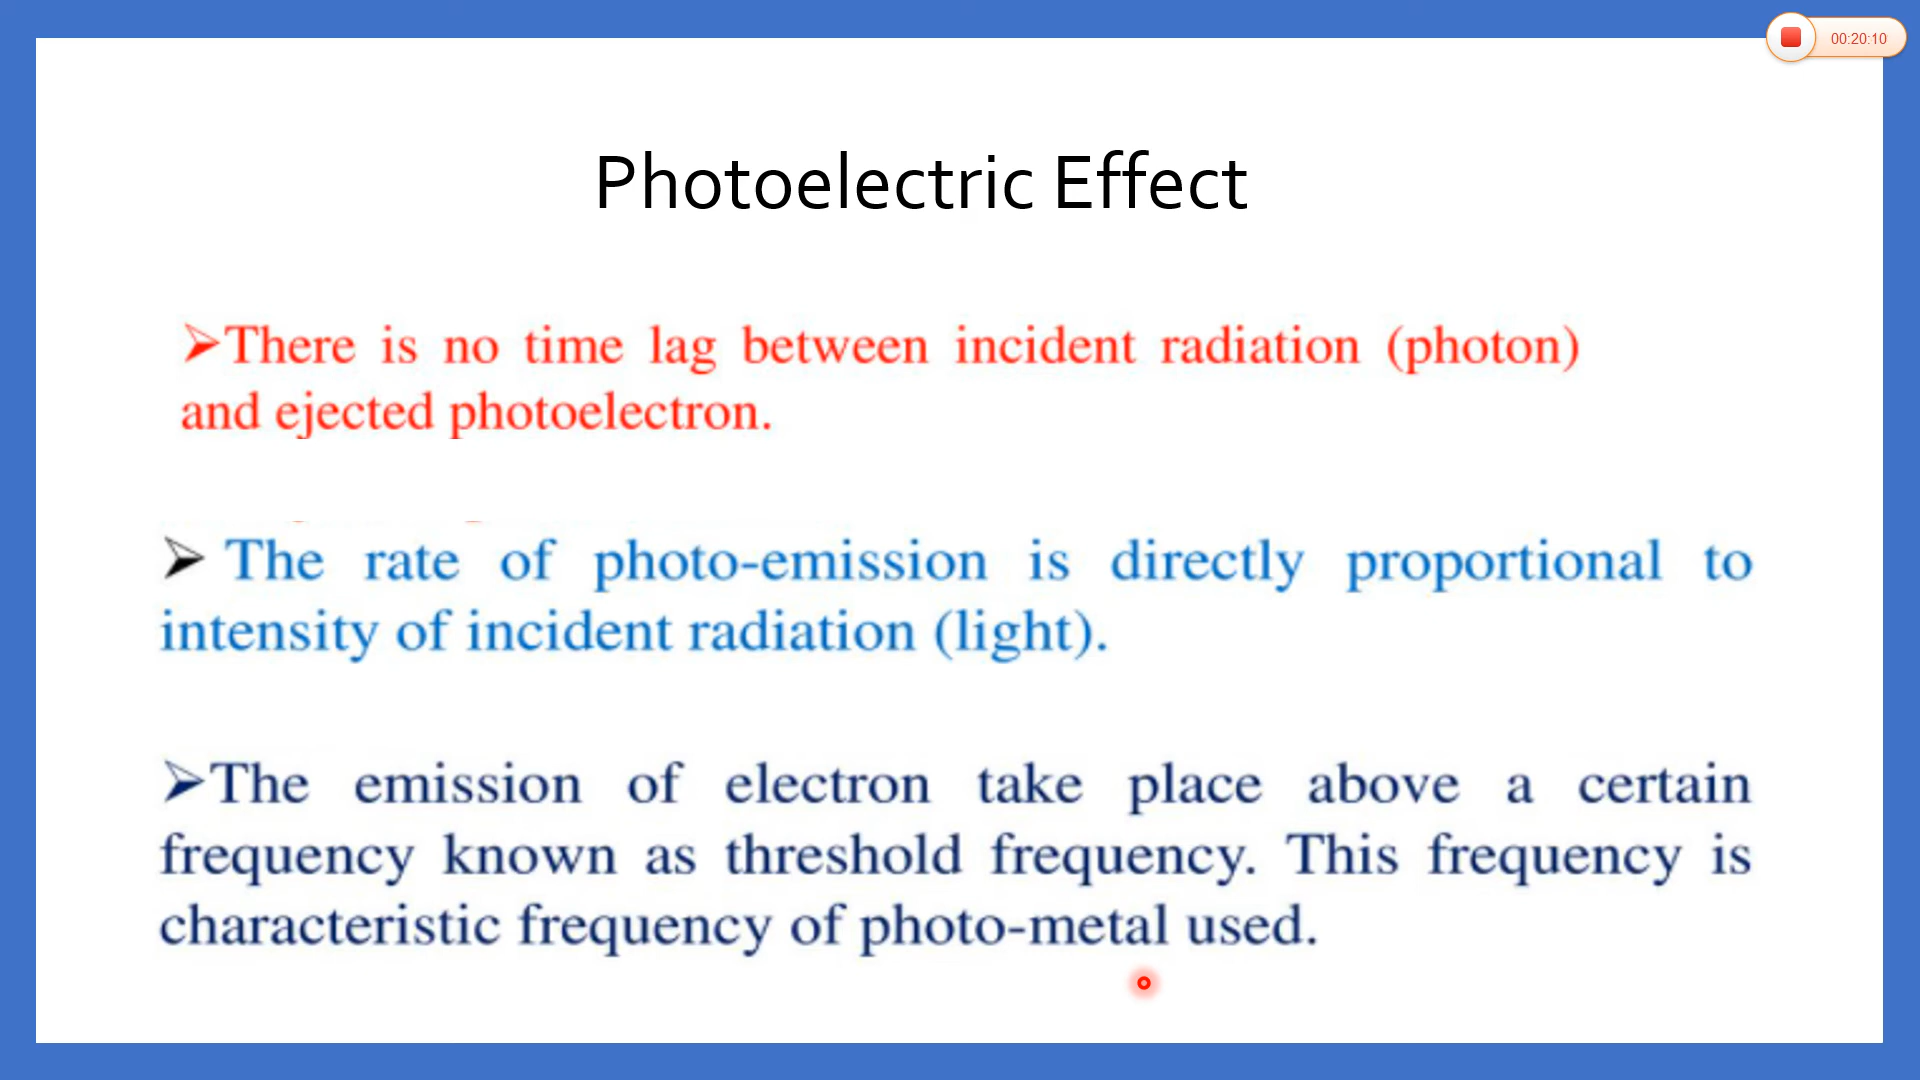 00:20:10
Photoelectric Effect
➢There is no time lag between incident radiation (photon)
and ejected photoelectron.
➢ The rate of photo-emission is directly proportional to
intensity of incident radiation (light).
➢The emission of electron take place above a certain
frequency known as threshold frequency. This frequency is
characteristic frequency of photo-metal used.